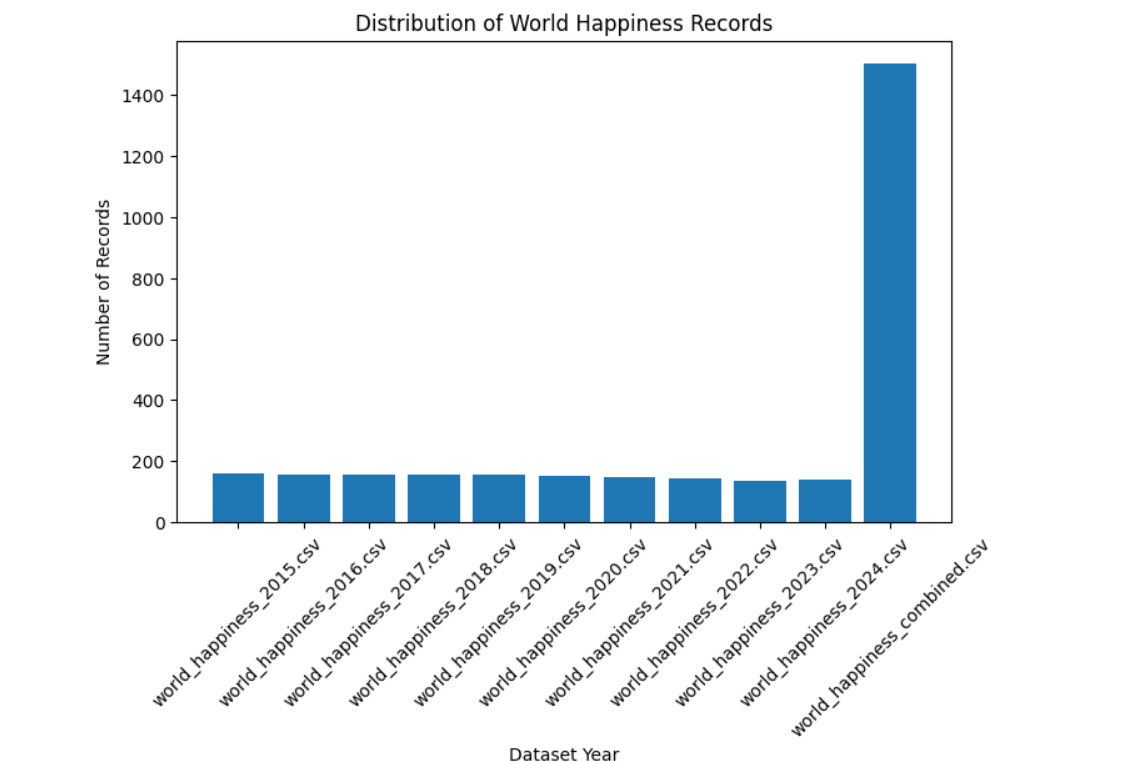 Distribution of World Happiness Records
Number of Records
1400
1200
1000
800
600
400
200
0
world_happiness_2015.csv
world_happiness_2016.csv
world_happiness_2017.csv
world_happiness_2018.csv
world_happiness_2019.csv
world_happiness_2020.csv
world_happiness_2021.csv
world_happiness_2022.csv
world_happiness_2023.csv
world_happiness_2024.csv
world_happiness_combined.csv
Dataset Year